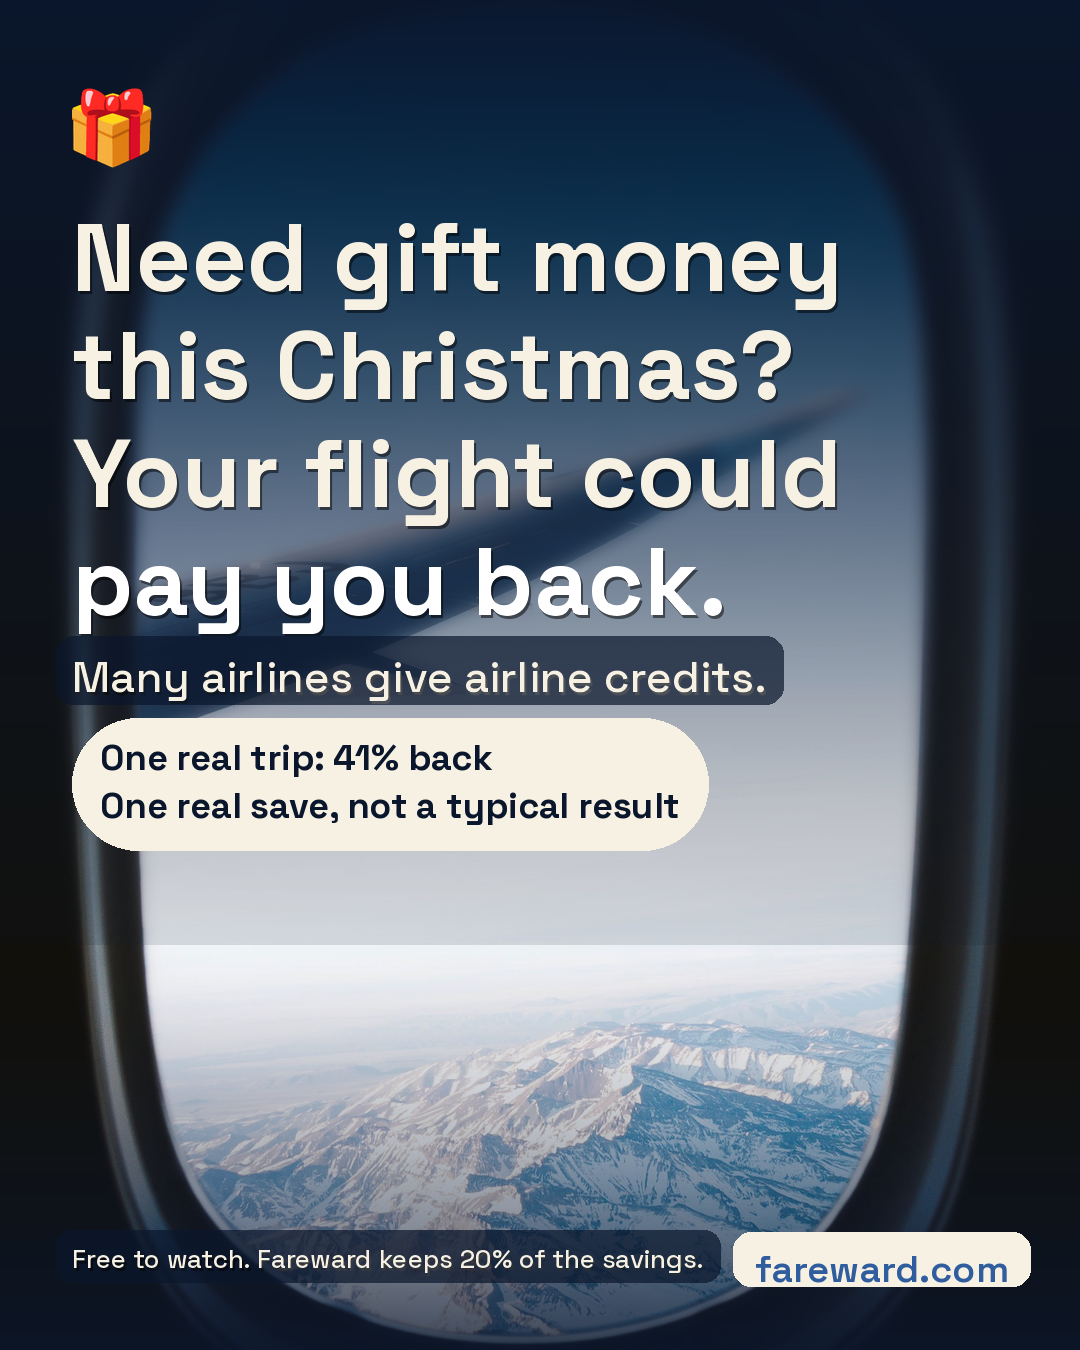 Need gift money
this Christmas?
Your flight could
pay you back.
Many airlines give airline credits.
One real trip: 41% back
One real save, not a typical result
Free to watch. Fareward keeps 20% of the savings.
fareward.com